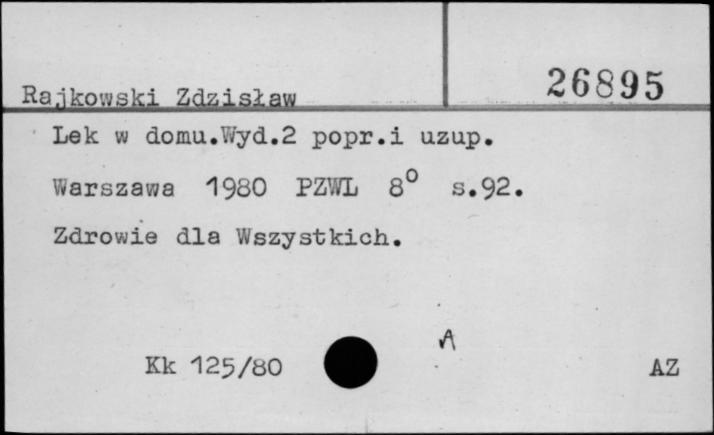 26895
Rajkowski Zdzisław
Lek w domu.Wyd.2 popr.i uzup.
Warszawa 1980 PZWL 8° s.92.
Zdrowie dla Wszystkich.
A
Kk 125/80
AZ